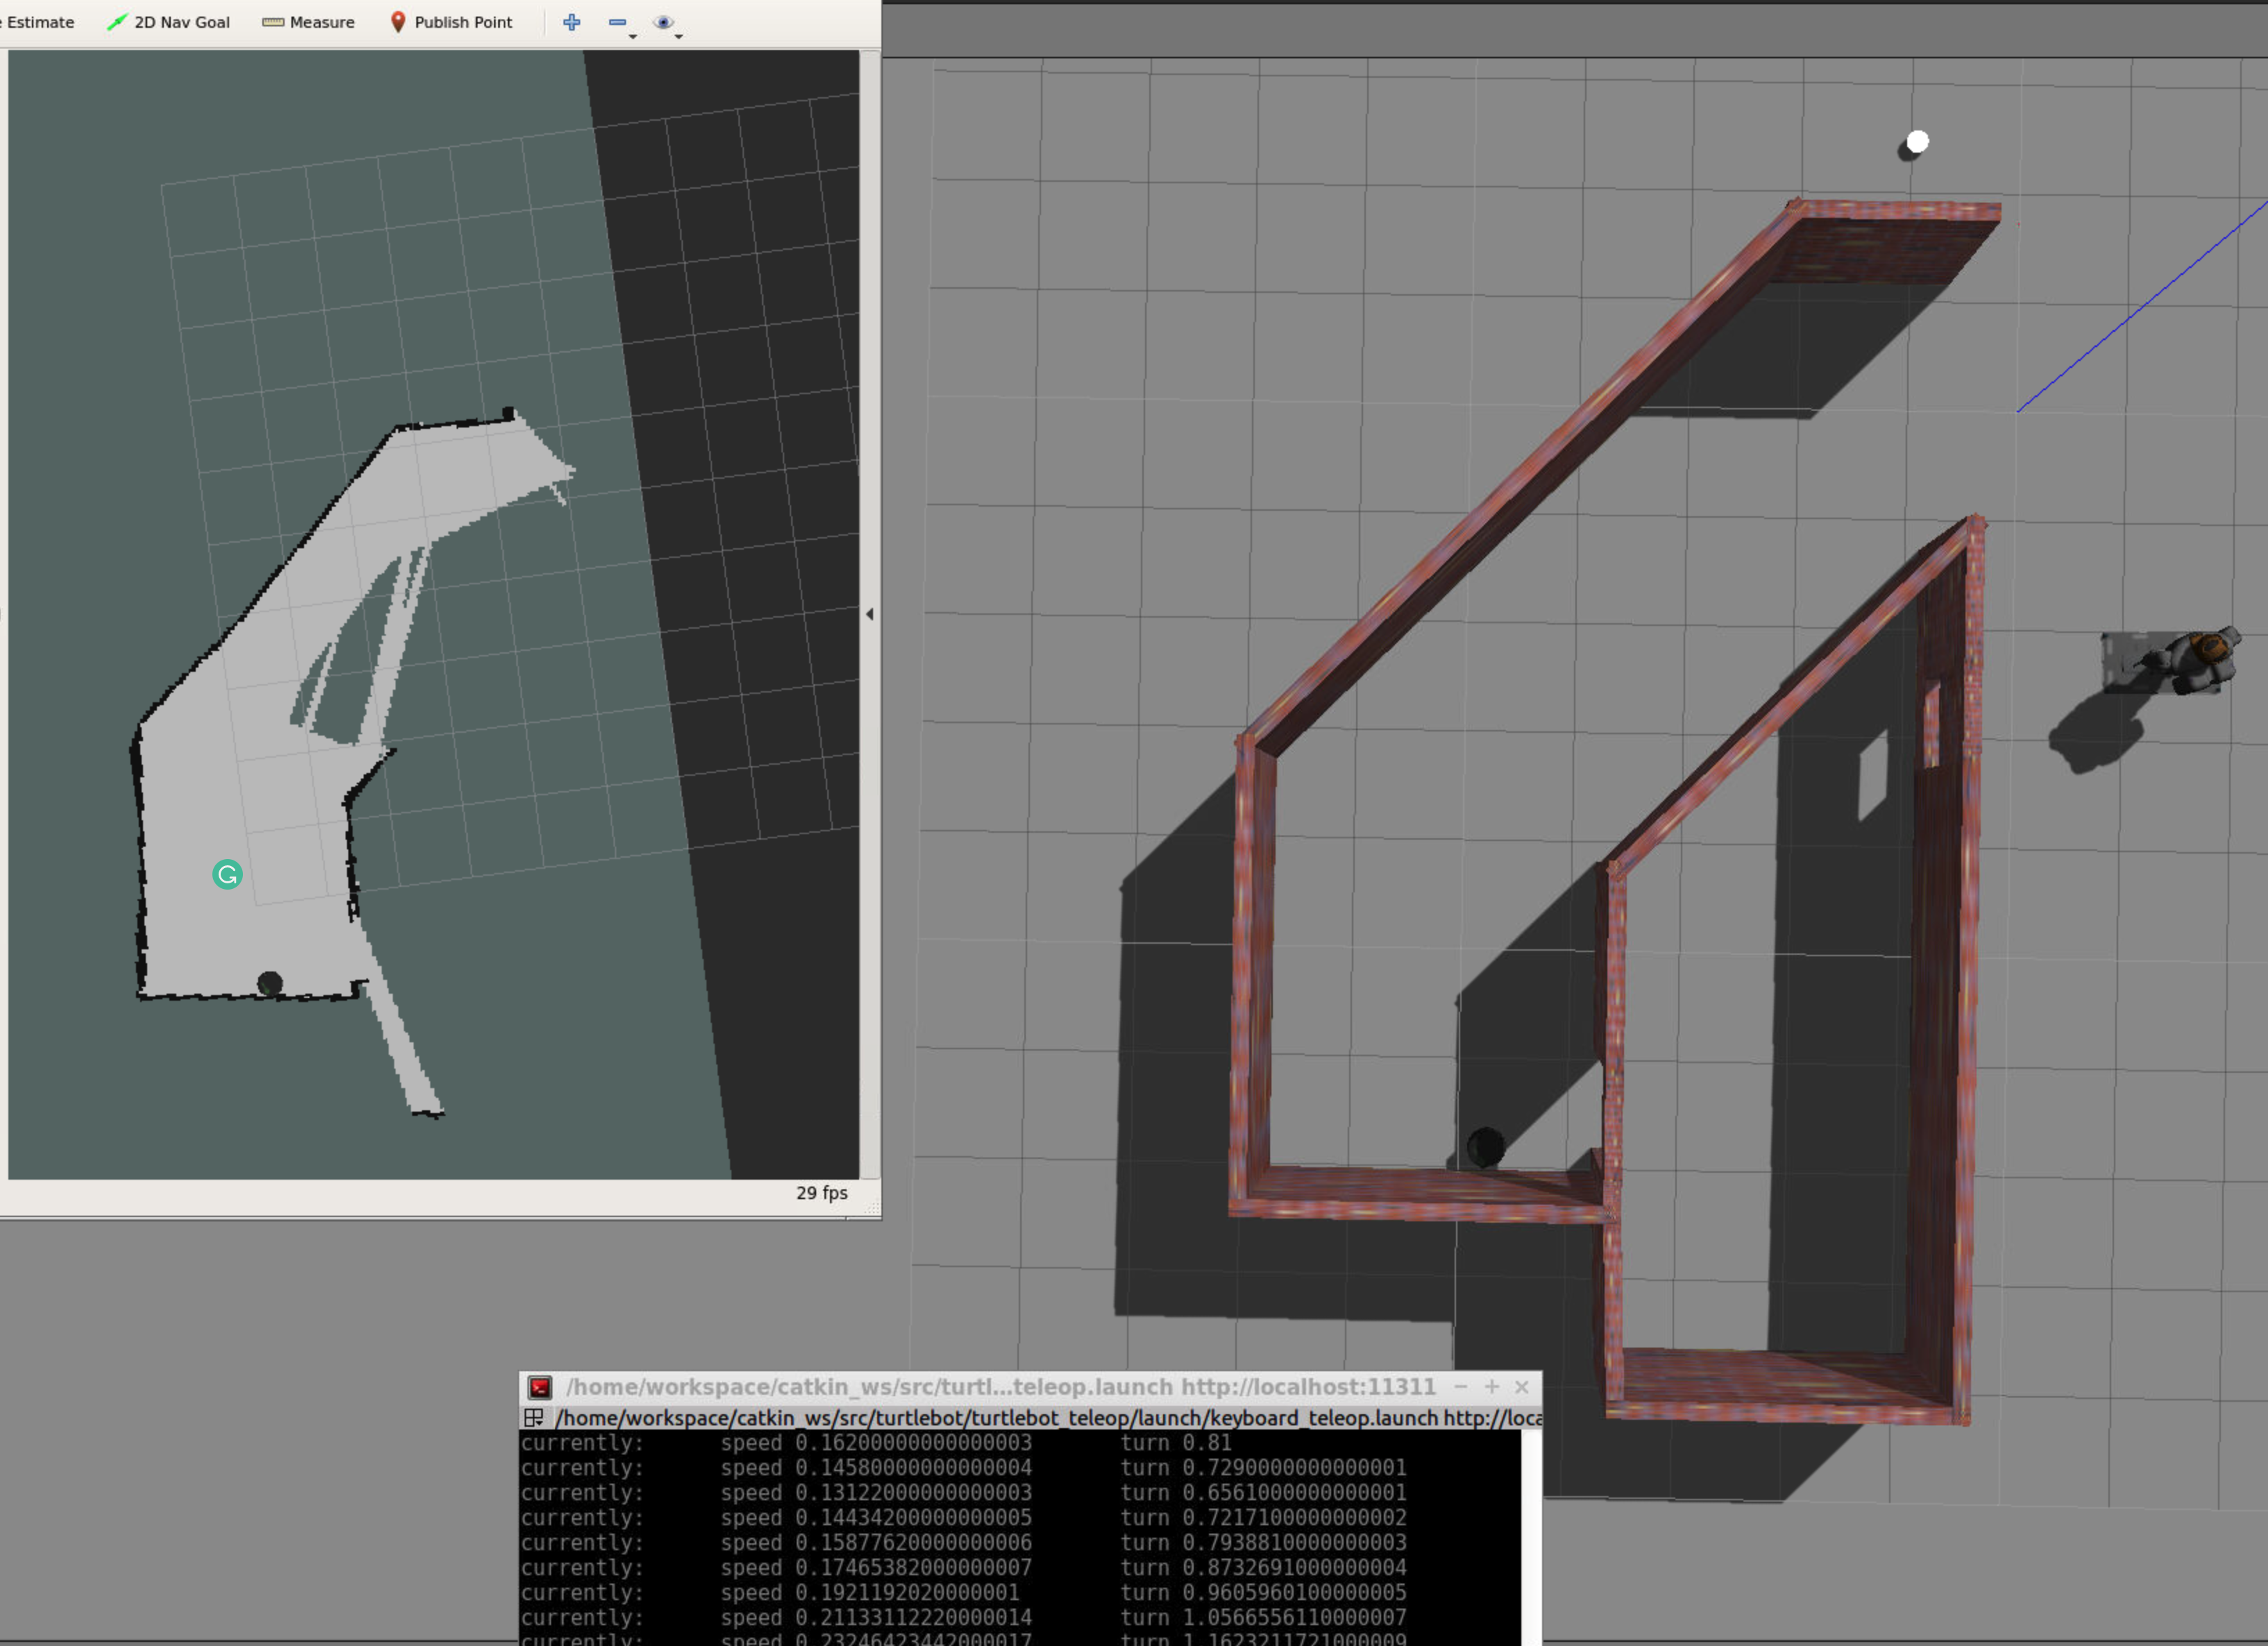 Estimate 2D Nav Goal Measure Publish Point
29 fps
/home/workspace/catkin_ws/src/turtl...teleop.launch http://localhost:11311
/home/workspace/catkin_ws/src/turtlebot/turtlebot_teleop/launch/keyboard_teleop.launch http://loca
currently: speed 0.16200000000000003 turn 0.81
currently: speed 0.14580000000000004 turn 0.7290000000000001
currently: speed 0.13122000000000003 turn 0.6561000000000001
currently: speed 0.14434200000000005 turn 0.7217100000000002
currently: speed 0.15877620000000006 turn 0.7938810000000003
currently: speed 0.17465382000000007 turn 0.8732691000000004
currently: speed 0.1921192020000001 turn 0.9605960100000005
currently: speed 0.21133112220000014 turn 1.0566556110000007
currently: speed 0.23246423442000017 turn 1.1623211721000009